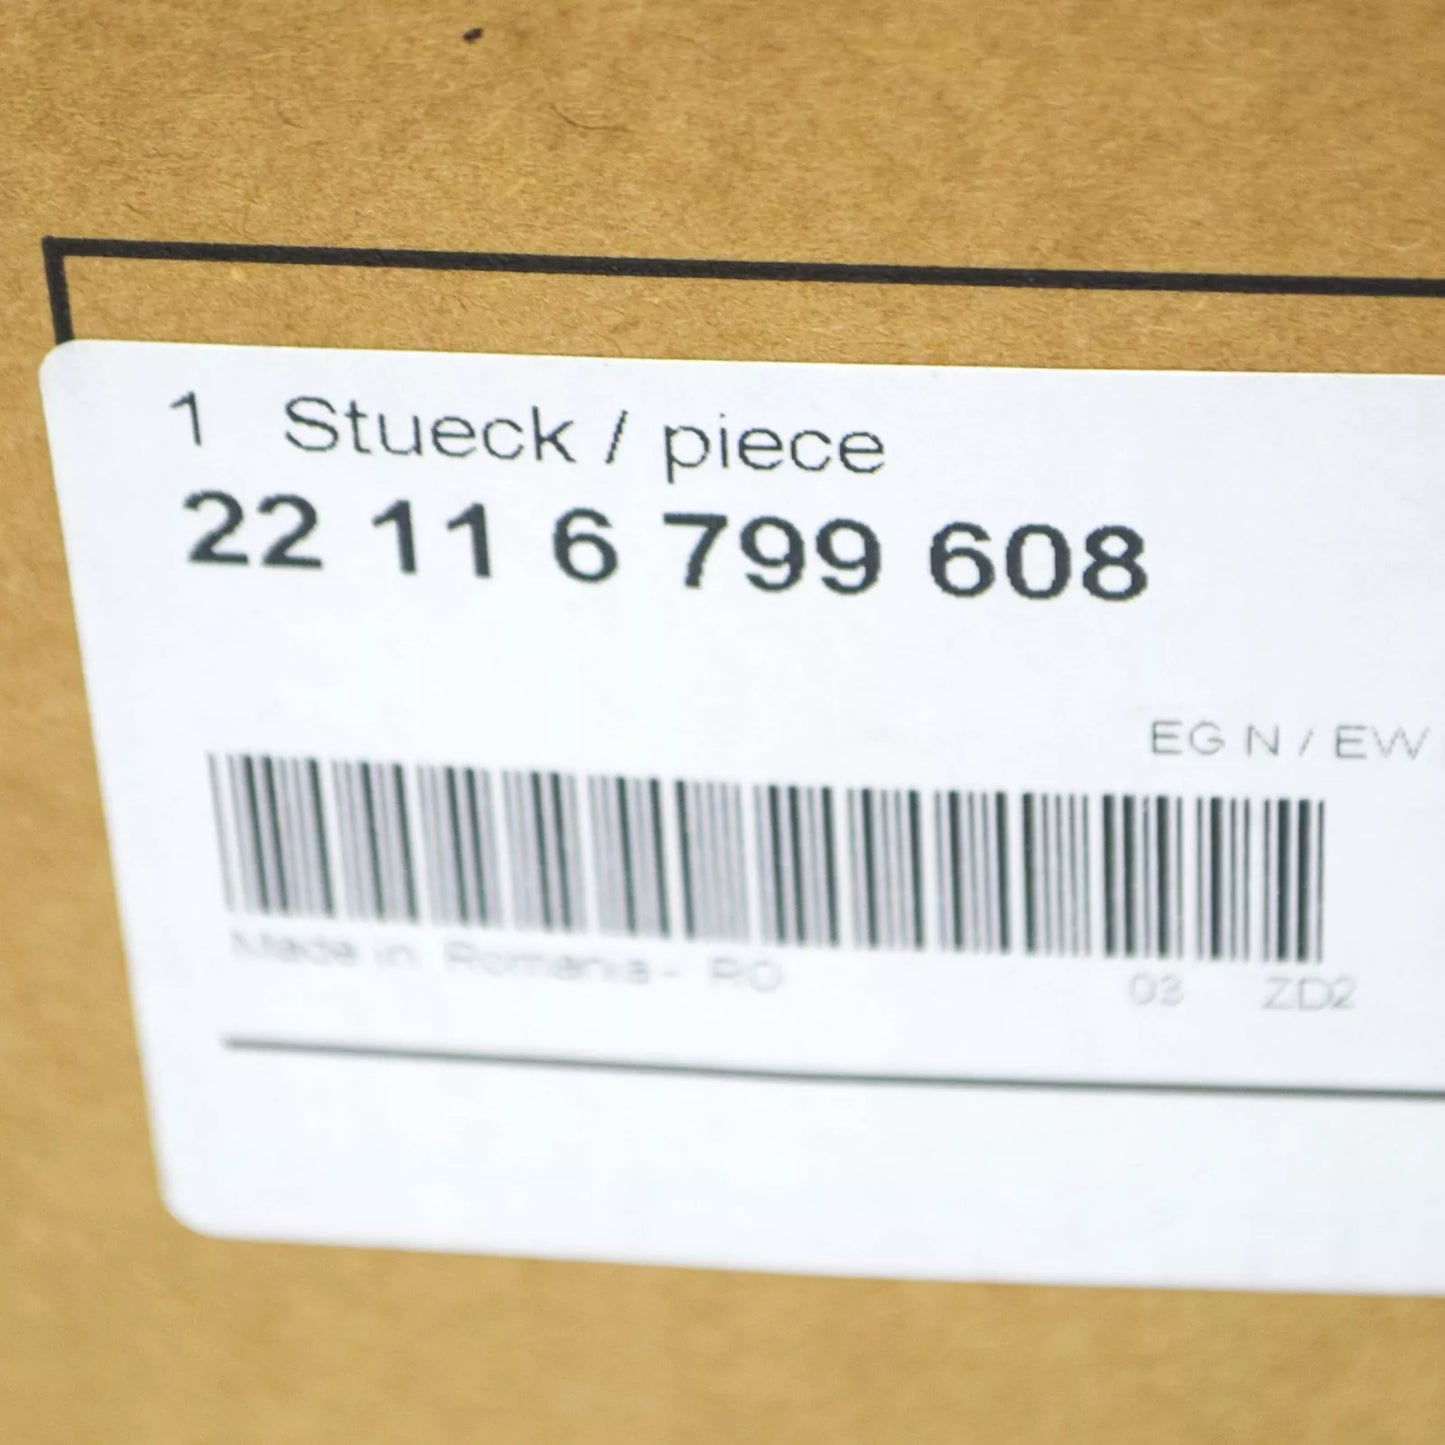 1 Stueck / piece
22 11 6 799 608
EG N / EW
Made in Romania - RO 03 ZD2